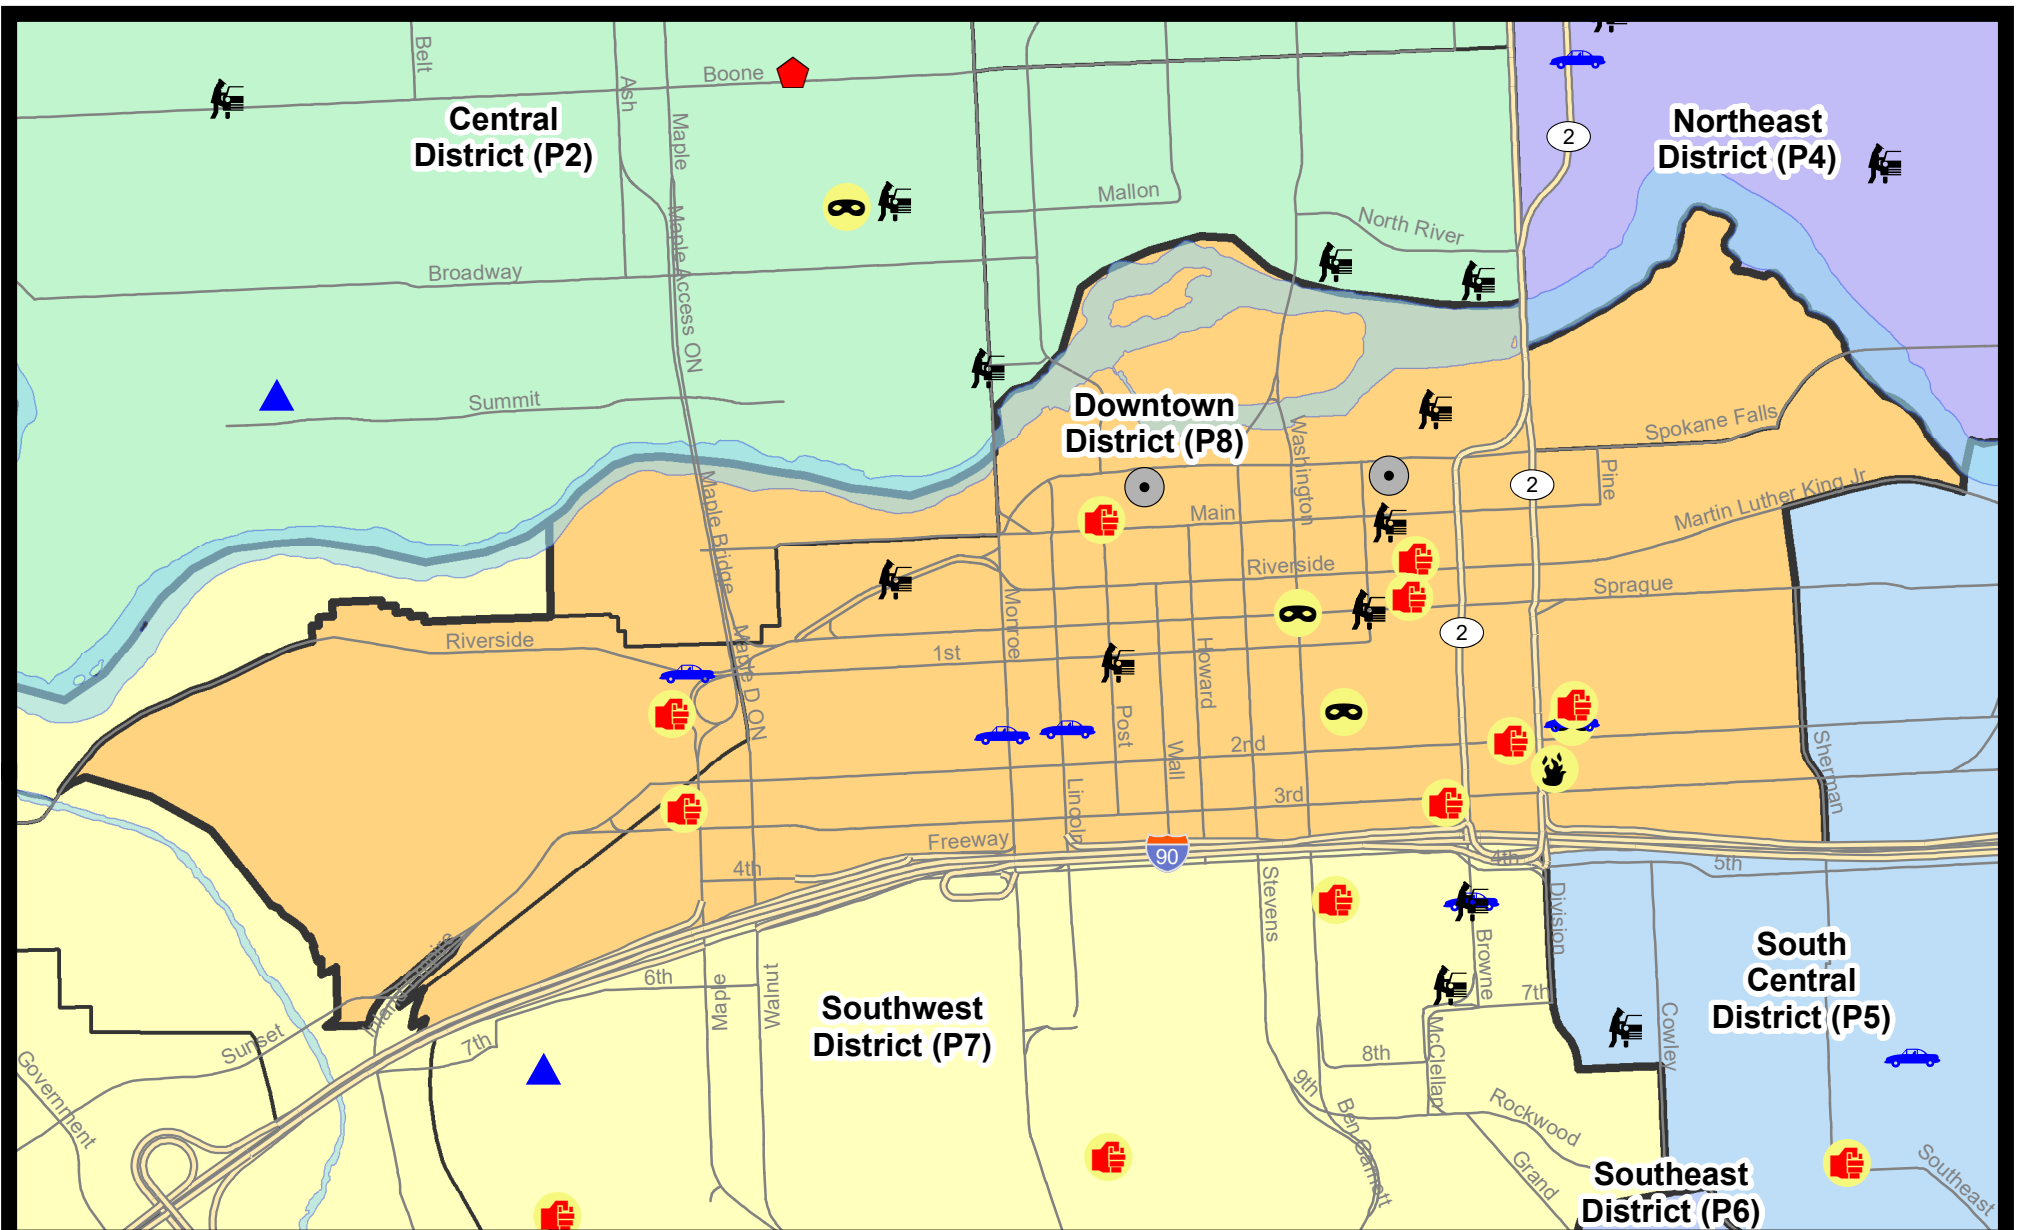 Belt
Ash
Boone
Central
District (P2)
Maple
Northeast
District (P4)
2
Mallon
North River
Maple Access ON
Broadway
Summit
Downtown
District (P8)
Washington
Spokane Falls
Pine
2
Martin Luther King Jr
Maple Bridge
Main
Riverside
Sprague
Monroe
Riverside
1st
Maple D ON
Howard
2
Post
Wall
2nd
Sherman
Lincoln
3rd
Freeway
90
4th
4th
5th
Stevens
Division
Browne
South
Central
District (P5)
Inland Empire
6th
Maple
Walnut
Southwest
District (P7)
7th
Cowley
Sunset
7th
McClellan
8th
Government
9th
Ben Garnett
Rockwood
Grand
Southeast
Southeast
District (P6)